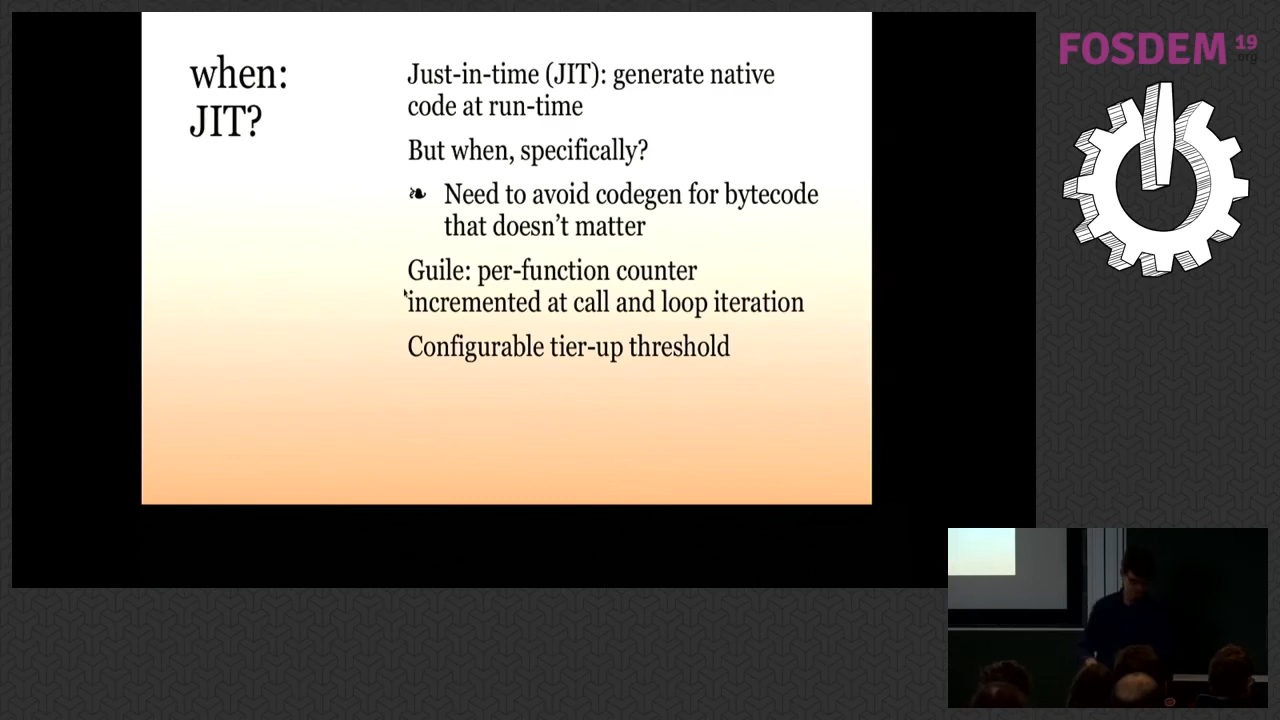 when:
JIT?
Just-in-time (JIT): generate native
code at run-time
But when, specifically?
❧ Need to avoid codegen for bytecode
that doesn’t matter
Guile: per-function counter
incremented at call and loop iteration
Configurable tier-up threshold
FOSDEM 19
.org